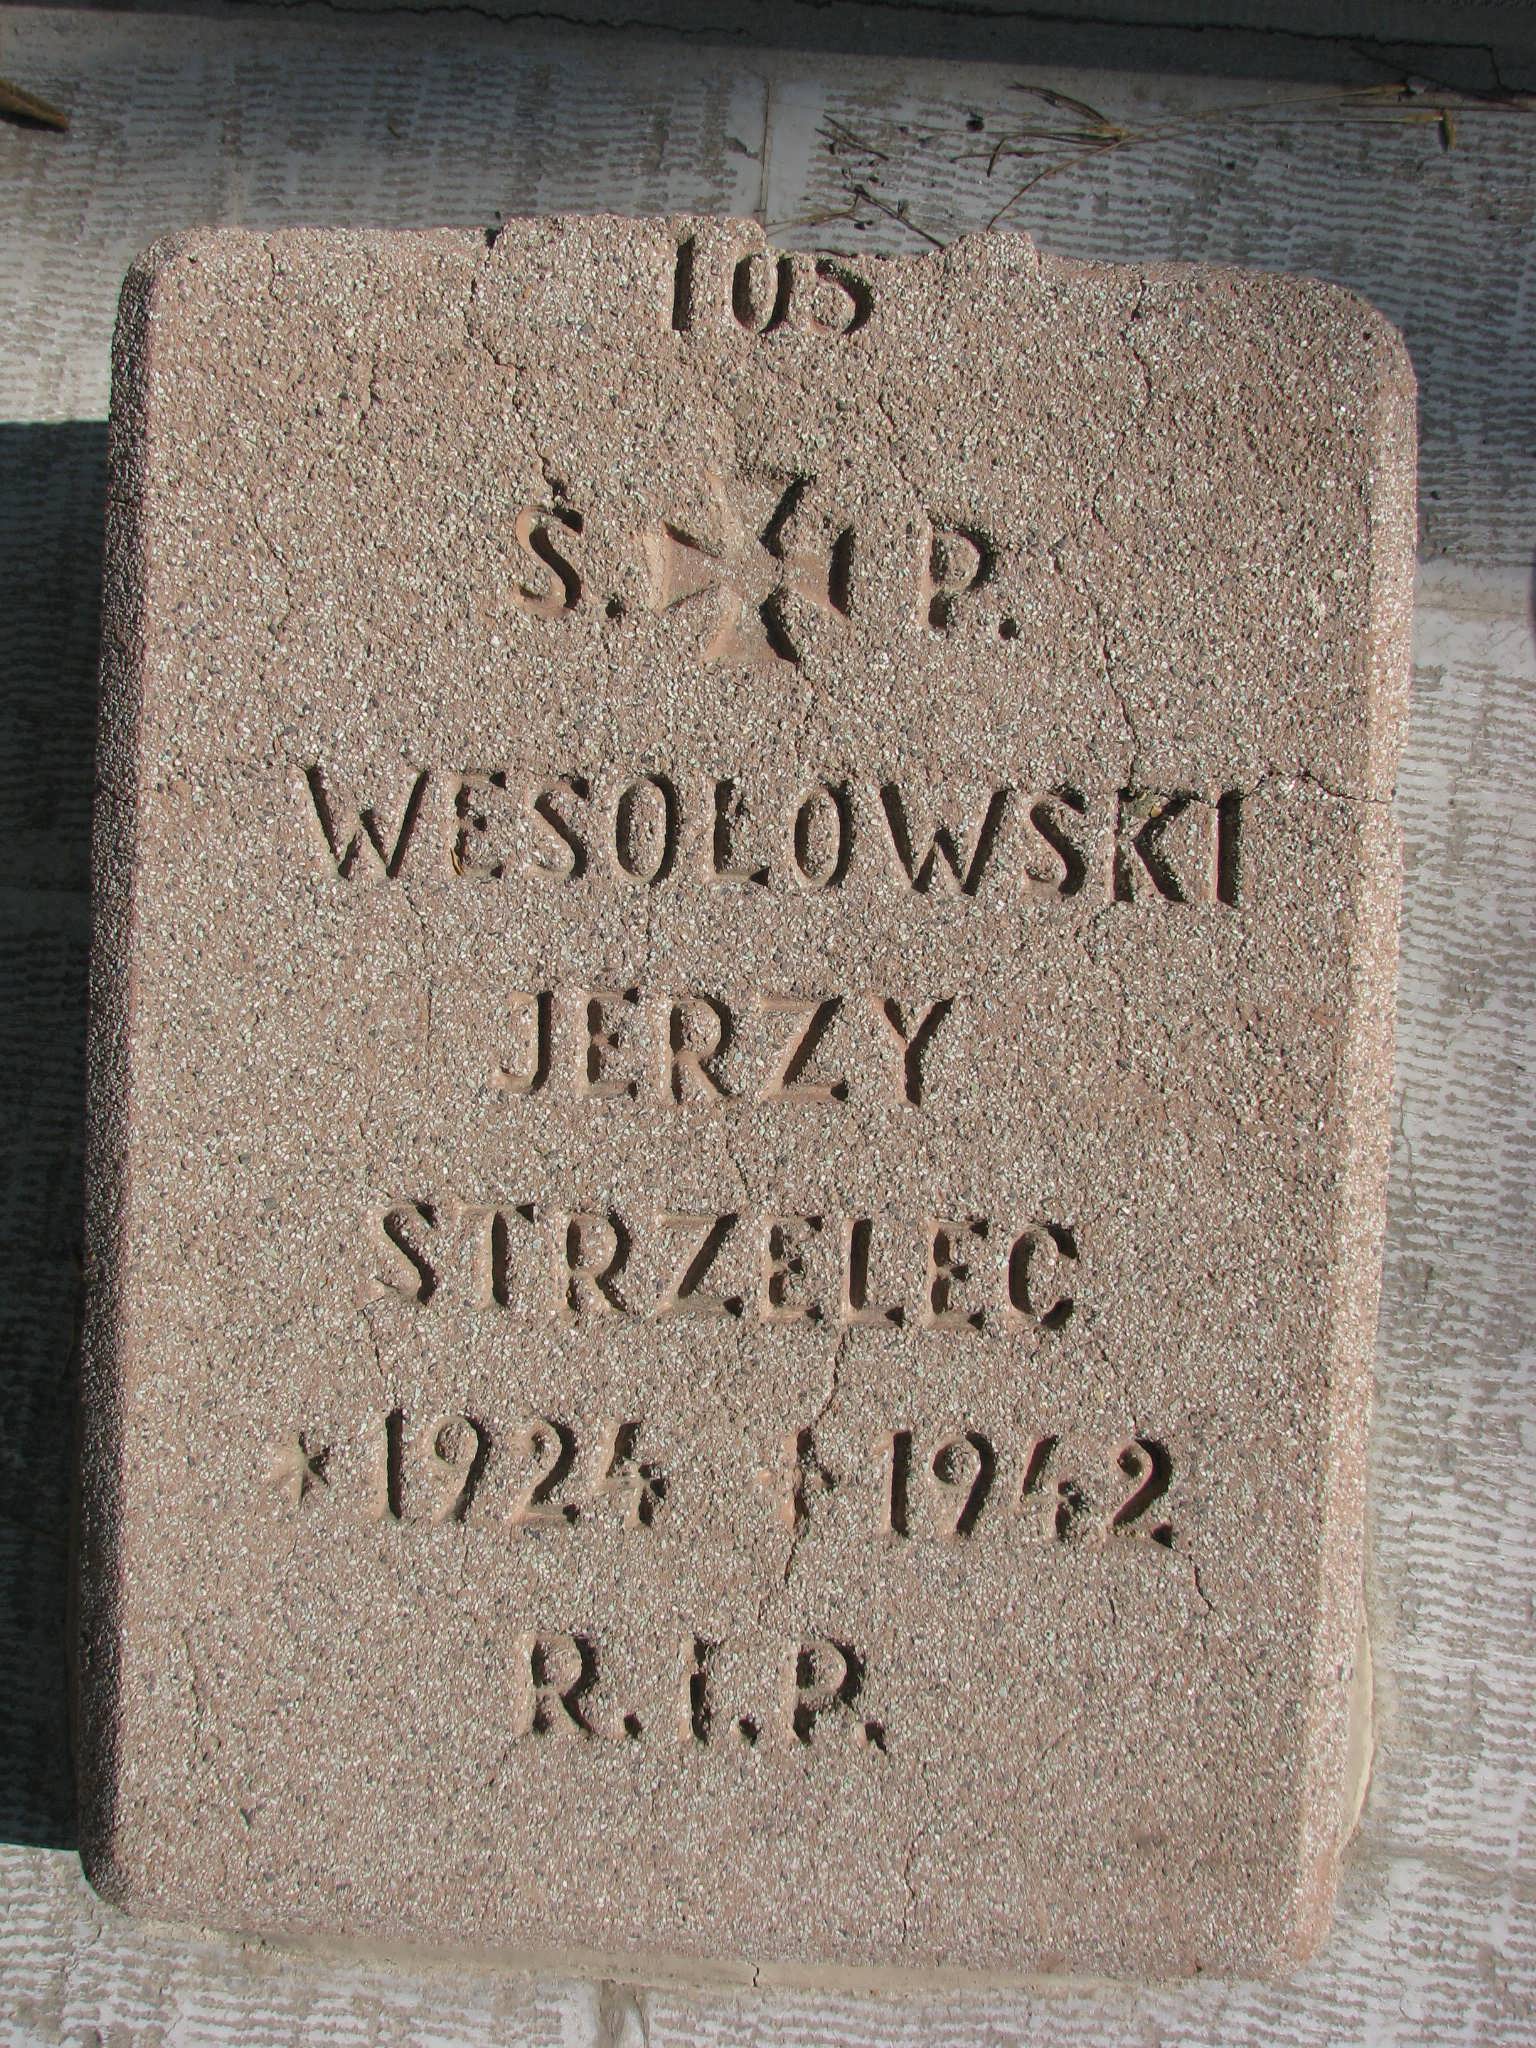 105
Ś. P.
WESOŁOWSKI
JERZY
STRZELEC
* 1924 † 1942
R.I.P.